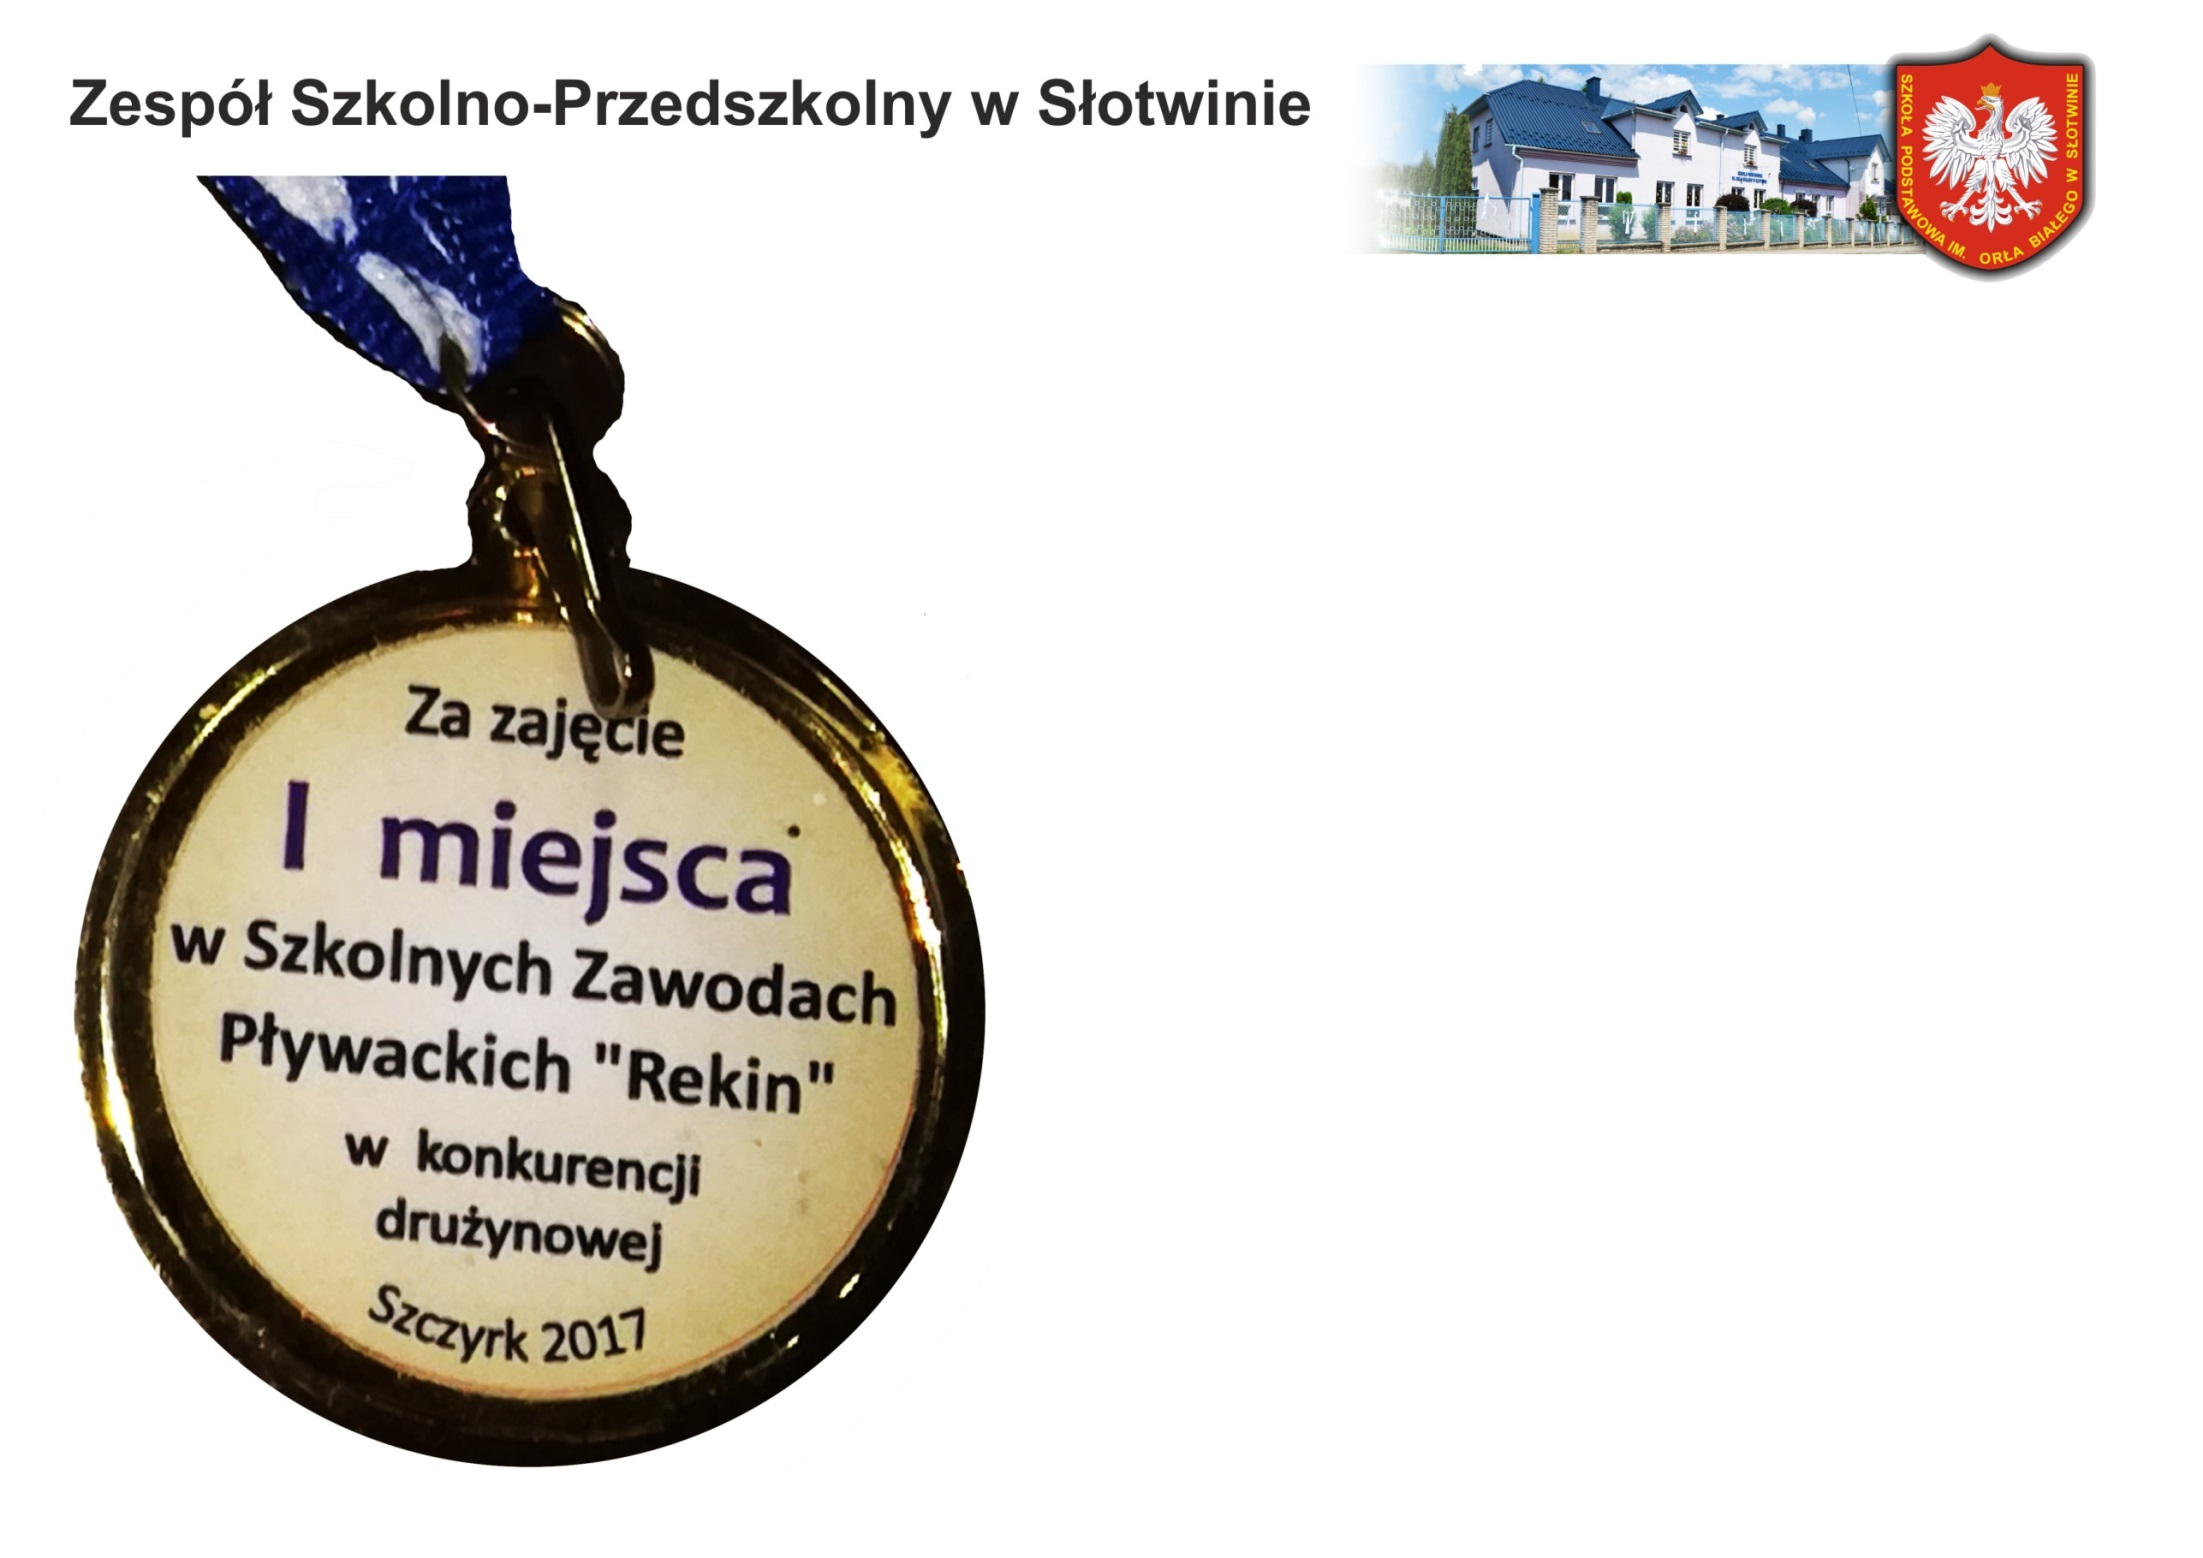 Zespół Szkolno-Przedszkolny w Słotwinie
SZKOŁA PODSTAWOWA IM. ORŁA BIAŁEGO W SŁOTWINIE
Za zajęcie
I miejsca
w Szkolnych Zawodach
Pływackich "Rekin"
w konkurencji
drużynowej
Szczyrk 2017